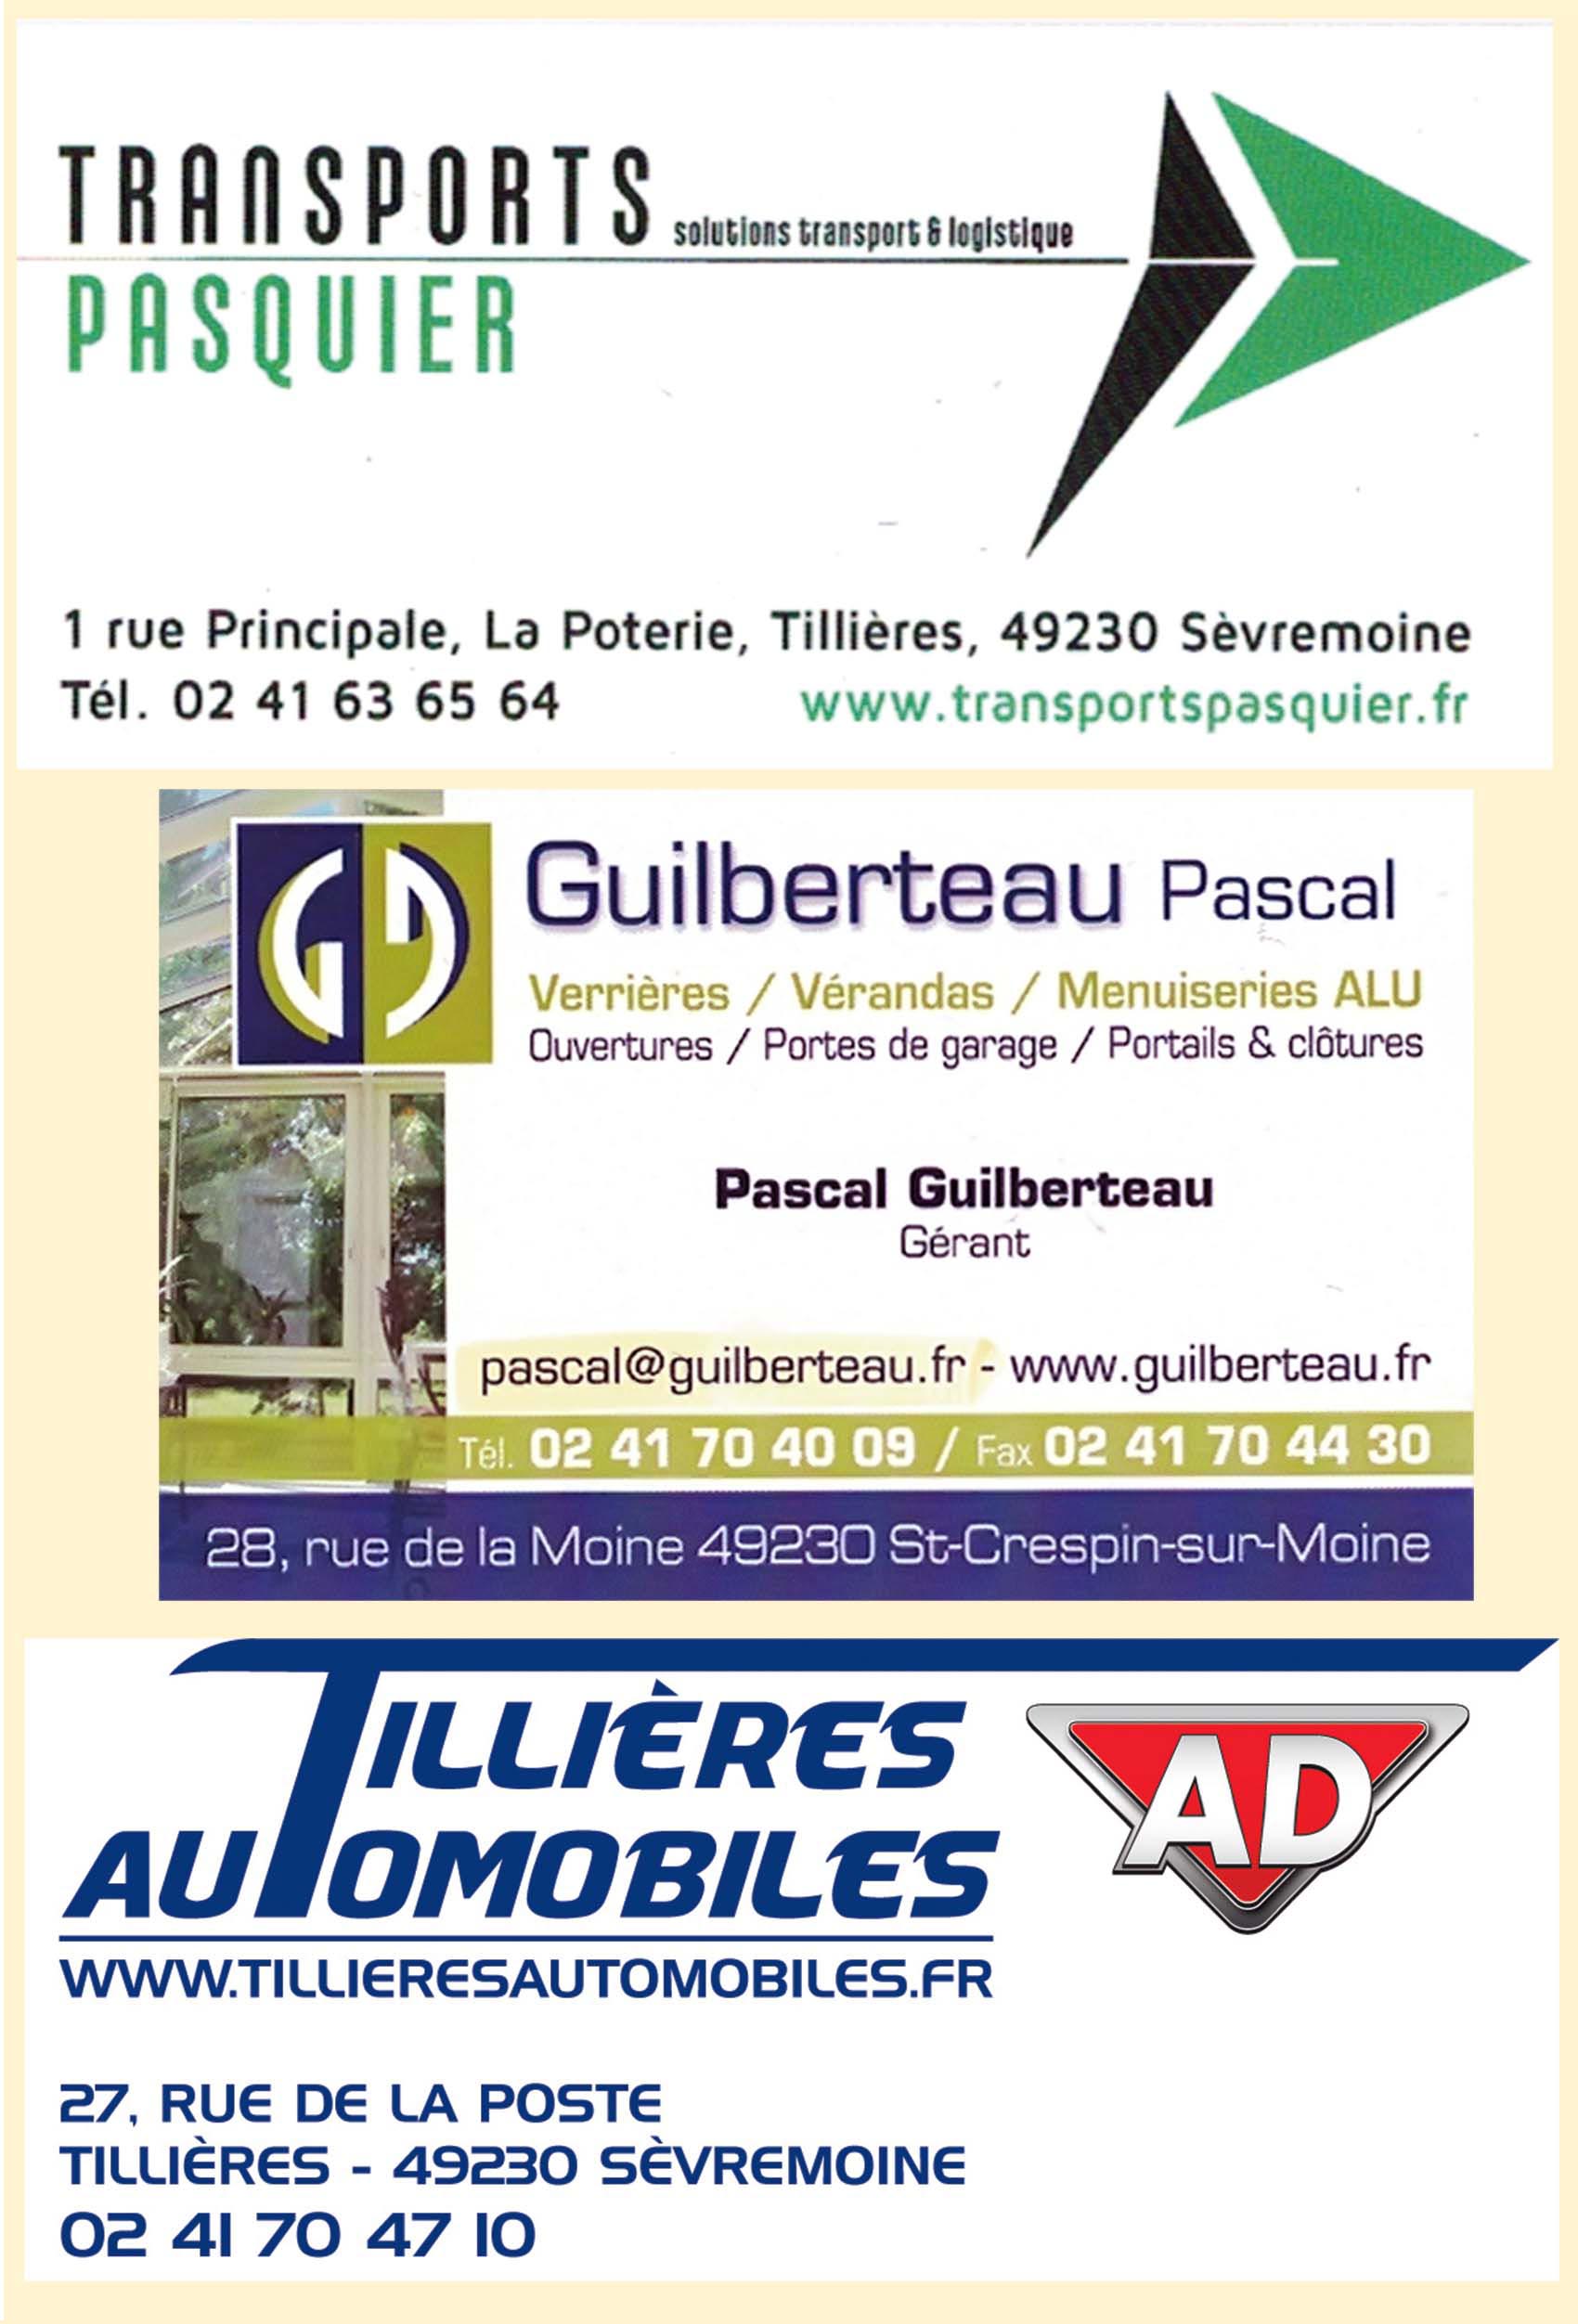 TRANSPORTS
solutions transport & logistique
PASQUIER
1 rue Principale, La Poterie, Tillières, 49230 Sèvremoine
Tél. 02 41 63 65 64
www.transportspasquier.fr
GP
Guilberteau Pascal
Verrières / Vérandas / Menuiseries ALU
Ouvertures / Portes de garage / Portails & clôtures
Pascal Guilberteau
Gérant
pascal@guilberteau.fr - www.guilberteau.fr
Tél. 02 41 70 40 09 / Fax 02 41 70 44 30
28, rue de la Moine 49230 St-Crespin-sur-Moine
TILLIÈRES
AUTOMOBILES
AD
WWW.TILLIERESAUTOMOBILES.FR
27, RUE DE LA POSTE
TILLIÈRES - 49230 SÈVREMOINE
02 41 70 47 10